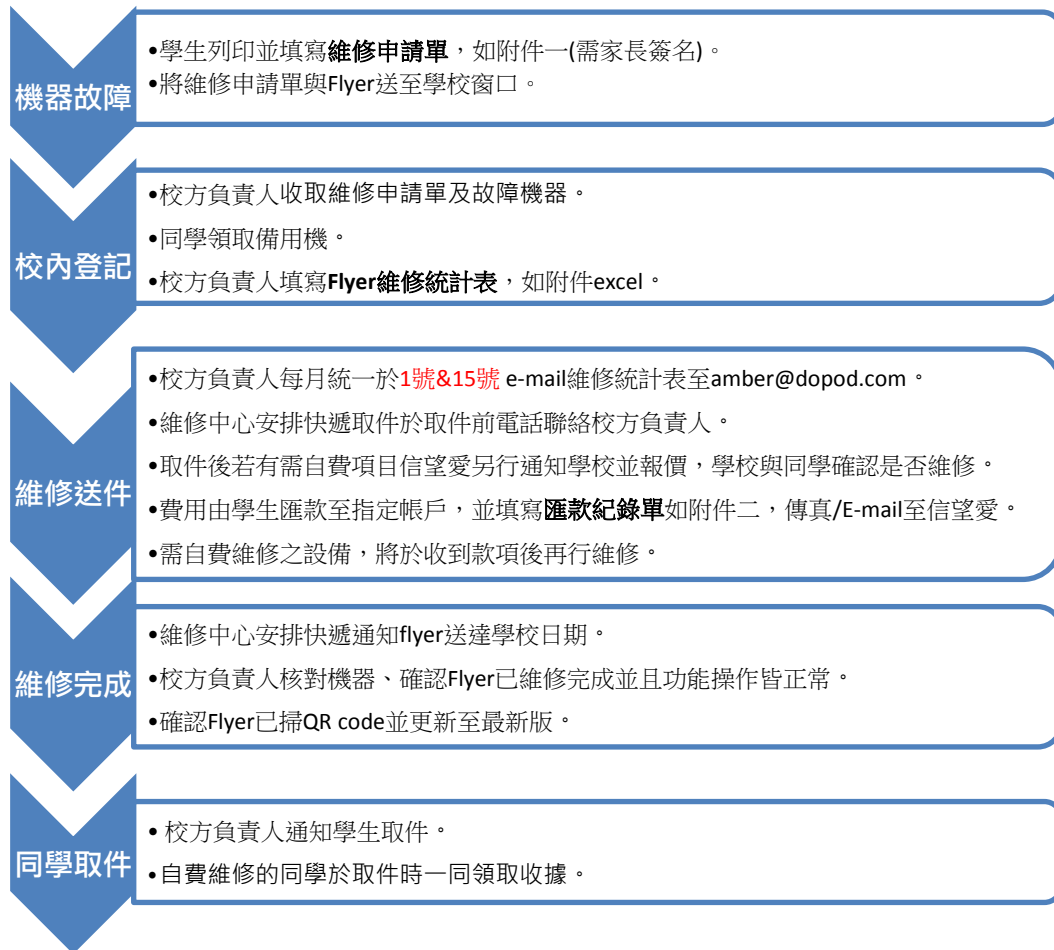 機器故障
•學生列印並填寫維修申請單，如附件一(需家長簽名)。
•將維修申請單與Flyer送至學校窗口。
校內登記
•校方負責人收取維修申請單及故障機器。
•同學領取備用機。
•校方負責人填寫Flyer維修統計表，如附件excel。
維修送件
•校方負責人每月統一於1號&15號 e-mail維修統計表至amber@dopod.com。
•維修中心安排快遞取件於取件前電話聯絡校方負責人。
•取件後若有需自費項目信望愛另行通知學校並報價，學校與同學確認是否維修。
•費用由學生匯款至指定帳戶，並填寫匯款紀錄單如附件二，傳真/E-mail至信望愛。
•需自費維修之設備，將於收到款項後再行維修。
維修完成
•維修中心安排快遞通知flyer送達學校日期。
•校方負責人核對機器、確認Flyer已維修完成並且功能操作皆正常。
•確認Flyer已掃QR code並更新至最新版。
同學取件
• 校方負責人通知學生取件。
•自費維修的同學於取件時一同領取收據。